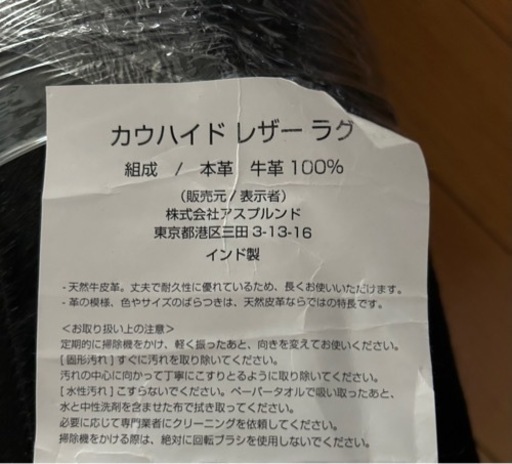 カウハイド レザー ラグ
組成 / 本革 牛革 100%
(販売元/表示者)
株式会社アスプルンド
東京都港区三田 3-13-16
インド製
- 天然牛皮革。丈夫で耐久性に優れているため、長くお使いいただけます。
- 革の模様、色やサイズのばらつきは、天然皮革ならではの特長です。
<お取り扱い上の注意>
定期的に掃除機をかけ、軽く振ったあと、向きを変えてお使いください。
[固形汚れ] すぐに汚れを取り除いてください。
汚れの中心に向かって丁寧にこすりとるように取り除いてください。
[水性汚れ] こすらないでください。ペーパータオルで吸い取ったあと、
水と中性洗剤を含ませた布で拭き取ってください。
必要に応じて専門業者にクリーニングを依頼してください。
掃除機をかける際は、絶対に回転ブラシを使用しないでください。